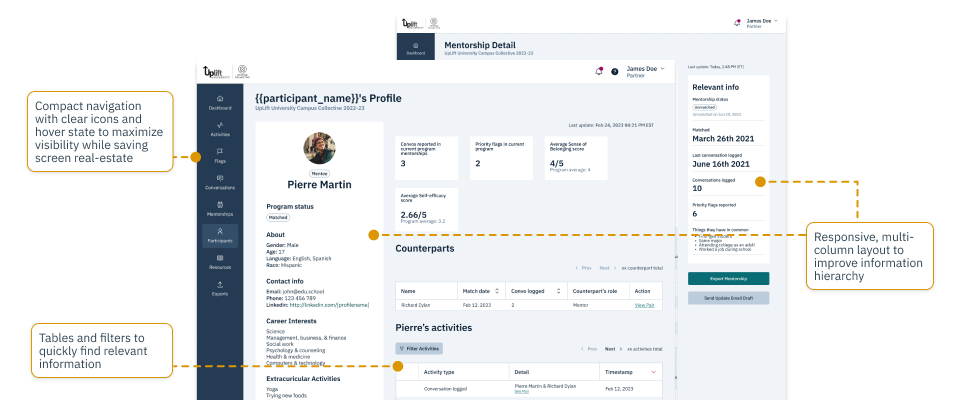 Uplift
UNIVERSITY
James Doe
Partner
Dashboard
Mentorship Detail
UpLift University Campus Collective 2022-23
Uplift
UNIVERSITY
James Doe
Partner
Dashboard
Activities
Flags
Conversations
Mentorships
Participants
Resources
Exports
{{participant_name}}'s Profile
UpLift University Campus Collective 2022-23
Last update: Feb 24, 2023 04:21 PM EST
Mentee
Pierre Martin
Program status
Matched
About
Gender: Male
Age: 17
Language: English, Spanish
Race: Hispanic
Contact info
Email: john@edu.school
Phone: 123 456 789
LinkedIn: http://linkedin.com/{profilename}
Career Interests
Science
Management, business, & finance
Social work
Psychology & counseling
Health & medicine
Computers & technology
Extracuricular Activities
Yoga
Trying new foods
Convos reported in
current program
mentorships
3
Priority flags in current
program
2
Average Sense of
Belonging score
4/5
Program average: 4
Average Self-efficacy
score
2.66/5
Program average: 3.2
Counterparts
Prev Next xx counterpart total
Name Match date Convo logged Counterpart's role Action
Richard Dylan Feb 12, 2023 2 Mentor View Pair
Pierre's activities
Filter Activities
Prev Next xx activities total
Activity type Detail Timestamp
Conversation logged Pierre Martin & Richard Dylan Feb 12, 2023
See Pair
Last update: Today, 2:48 PM (ET)
Relevant info
Mentorship status
Unmatched
Unmatched on Jun 24, 2023
Matched
March 26th 2021
Last conversation logged
June 16th 2021
Conversations logged
10
Priority flags reported
6
Things they have in common:
Same major
Attending college as an adult
Worked a job during school
Export Mentorship
Send Update Email Draft
Compact navigation
with clear icons and
hover state to maximize
visibility while saving
screen real-estate
Responsive, multi-
column layout to
improve information
hierarchy
Tables and filters to
quickly find relevant
information